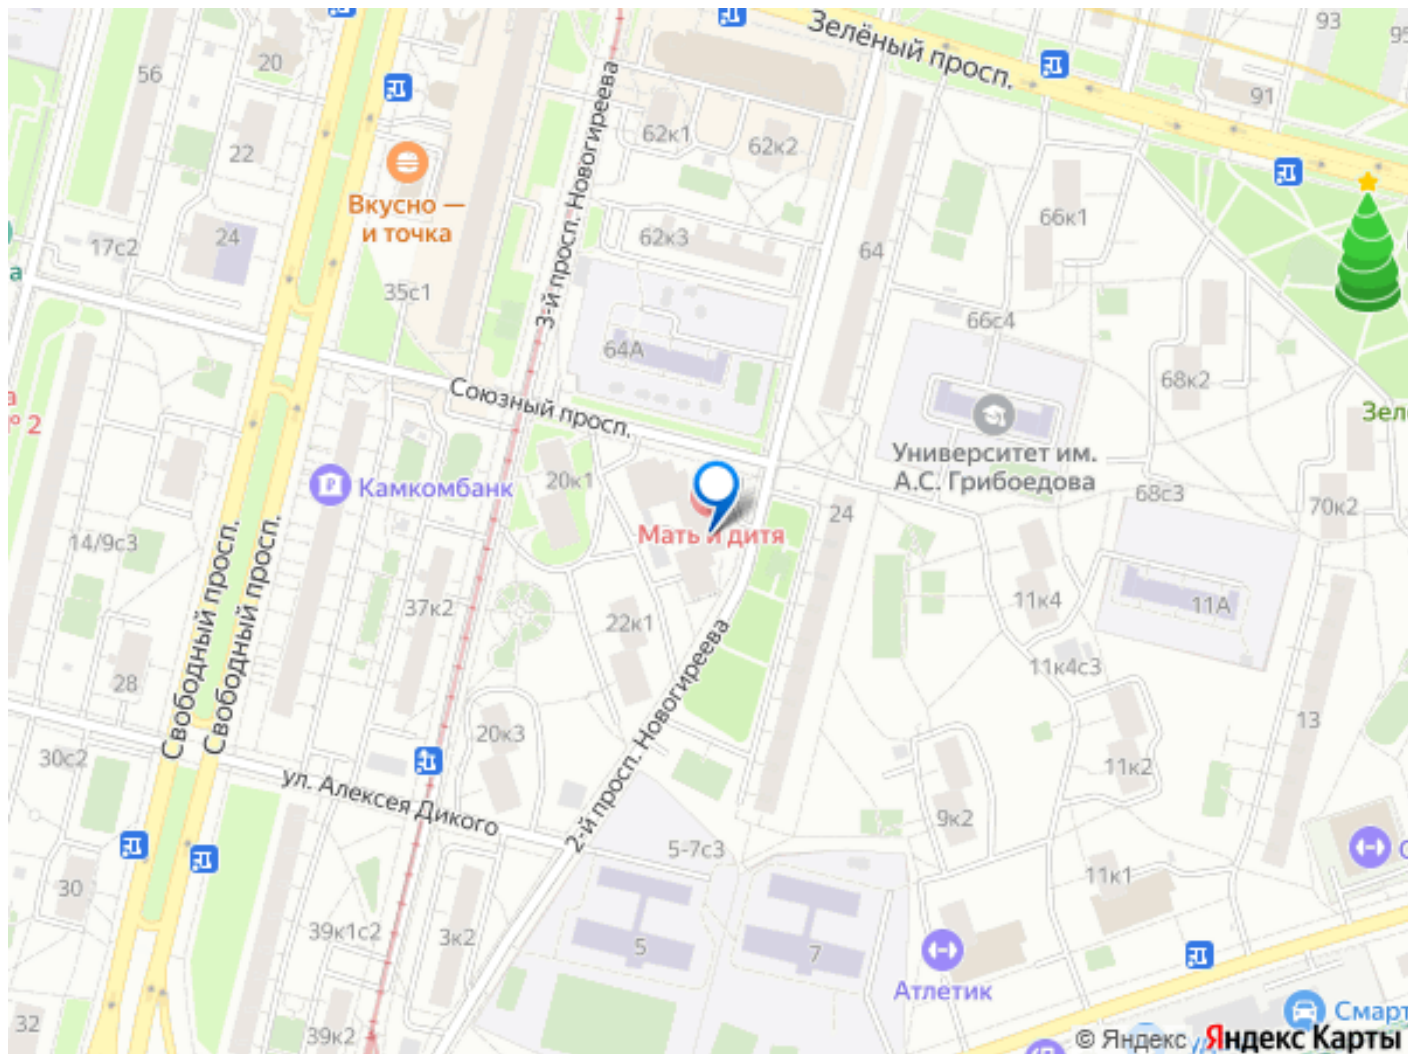 93
95
Зелёный просп.
56
20
91
62к1
62к2
22
Вкусно —
и точка
3-й просп. Новогиреева
66к1
17с2
24
62к3
64
а
35с1
66с4
64А
68к2
Союзный просп.
а
№ 2
Зел
Университет им.
А.С. Грибоедова
20к1
Камкомбанк
68с3
70к2
24
Мать и дитя
14/9с3
Свободный просп.
Свободный просп.
37к2
11к4
11А
22к1
11к4с3
28
2-й просп. Новогиреева
13
20к3
30с2
11к2
ул. Алексея Дикого
9к2
5-7с3
30
11к1
39к1с2
3к2
5
7
Атлетик
32
39к2
Смарт
© Яндекс
Яндекс Карты